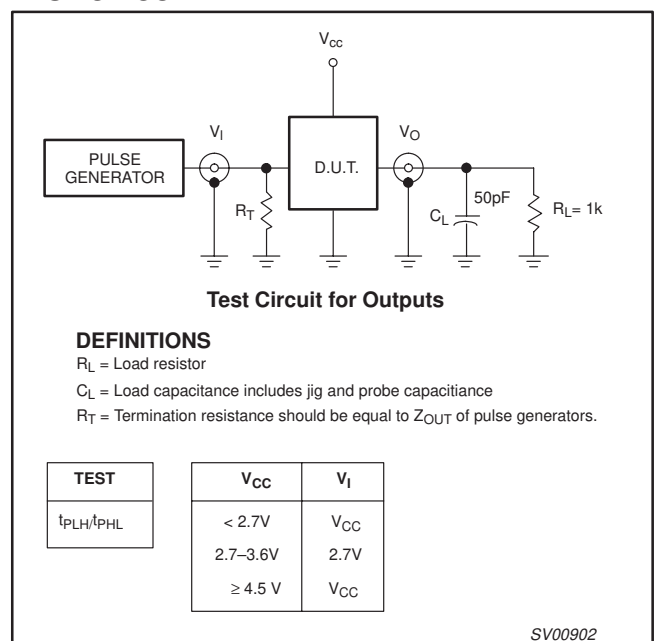 Vcc
VI
VO
PULSE
GENERATOR
D.U.T.
RT
50pF
CL
RL= 1k
Test Circuit for Outputs
DEFINITIONS
RL = Load resistor
CL = Load capacitance includes jig and probe capacitiance
RT = Termination resistance should be equal to ZOUT of pulse generators.
TEST
tPLH/tPHL
VCC VI
< 2.7V VCC
2.7–3.6V 2.7V
≥ 4.5 V VCC
SV00902